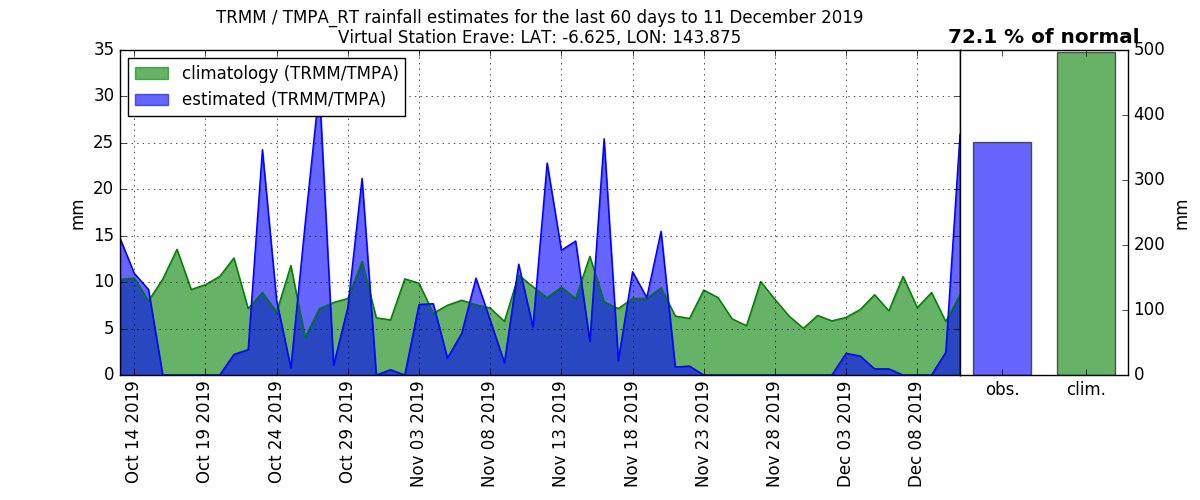 TRMM / TMPA_RT rainfall estimates for the last 60 days to 11 December 2019
Virtual Station Erave: LAT: -6.625, LON: 143.875
72.1 % of normal
climatology (TRMM/TMPA)
estimated (TRMM/TMPA)
35
30
25
20
15
10
5
0
mm
Oct 14 2019
Oct 19 2019
Oct 24 2019
Oct 29 2019
Nov 03 2019
Nov 08 2019
Nov 13 2019
Nov 18 2019
Nov 23 2019
Nov 28 2019
Dec 03 2019
Dec 08 2019
obs.
clim.
500
400
300
200
100
0
mm